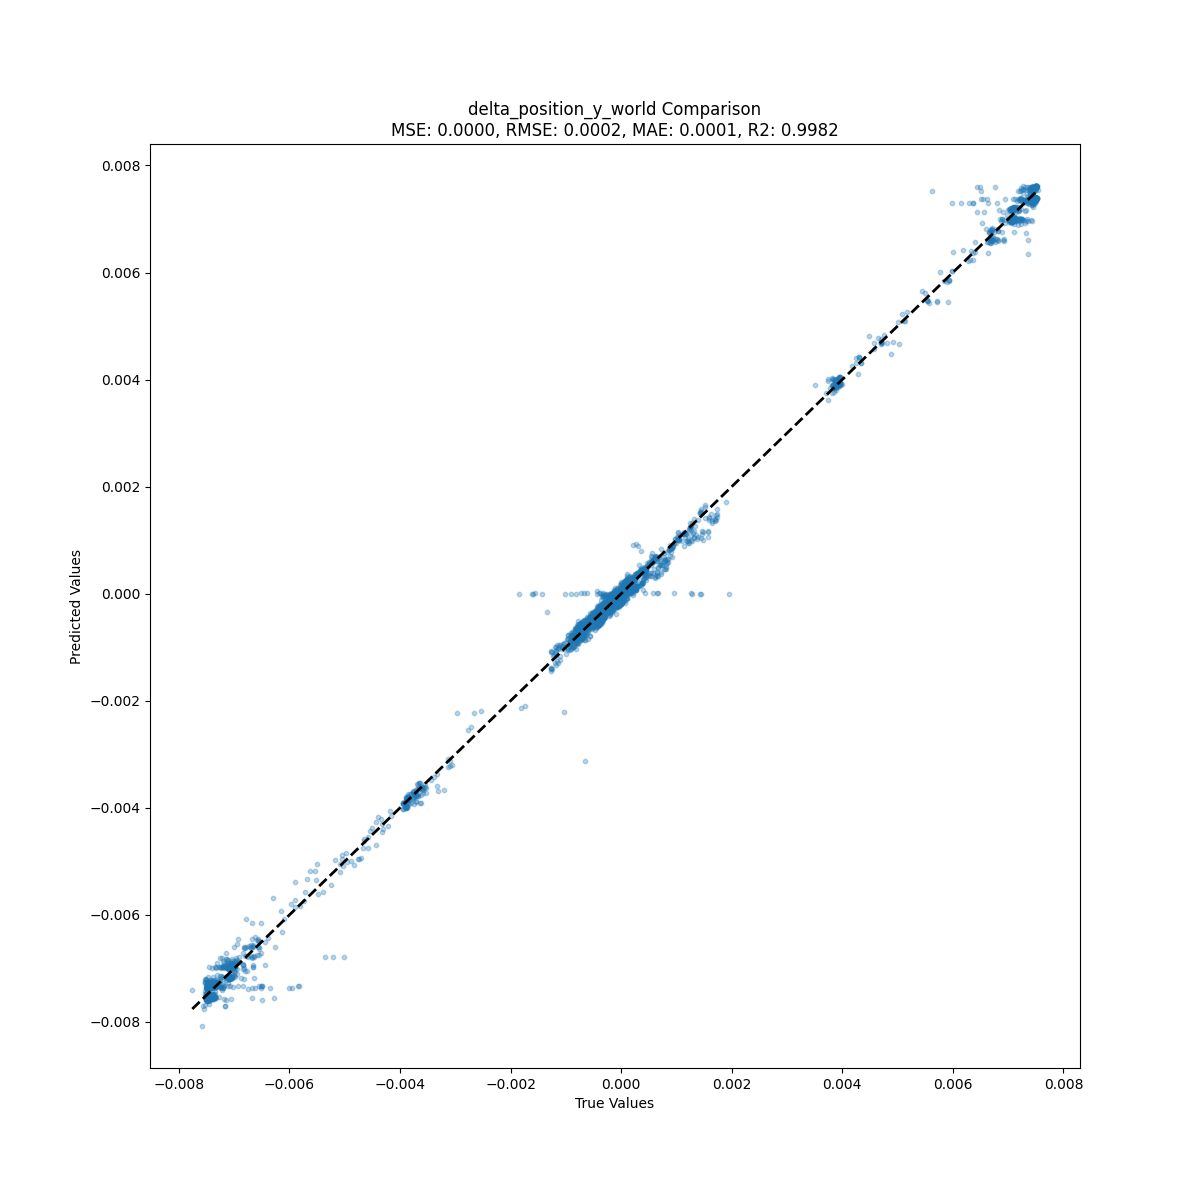 delta_position_y_world Comparison
MSE: 0.0000, RMSE: 0.0002, MAE: 0.0001, R2: 0.9982
0.008
0.006
0.004
0.002
0.000
−0.002
−0.004
−0.006
−0.008
Predicted Values
−0.008 −0.006 −0.004 −0.002 0.000 0.002 0.004 0.006 0.008
True Values